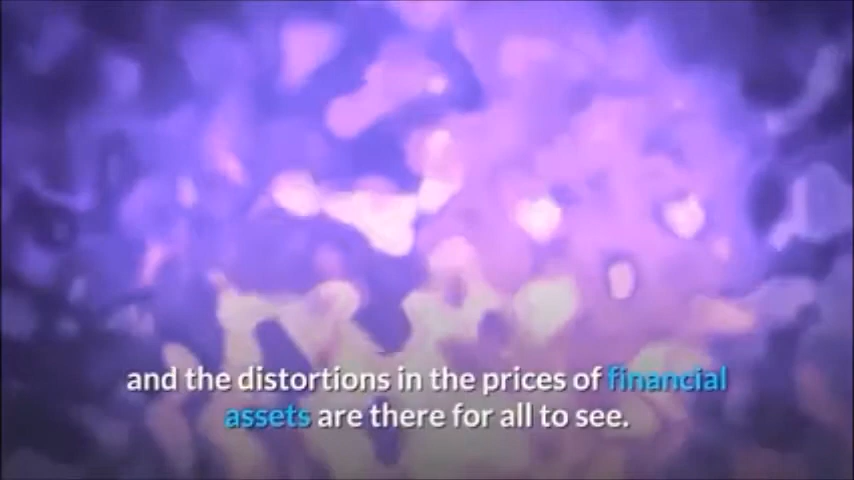 and the distortions in the prices of financial
assets are there for all to see.